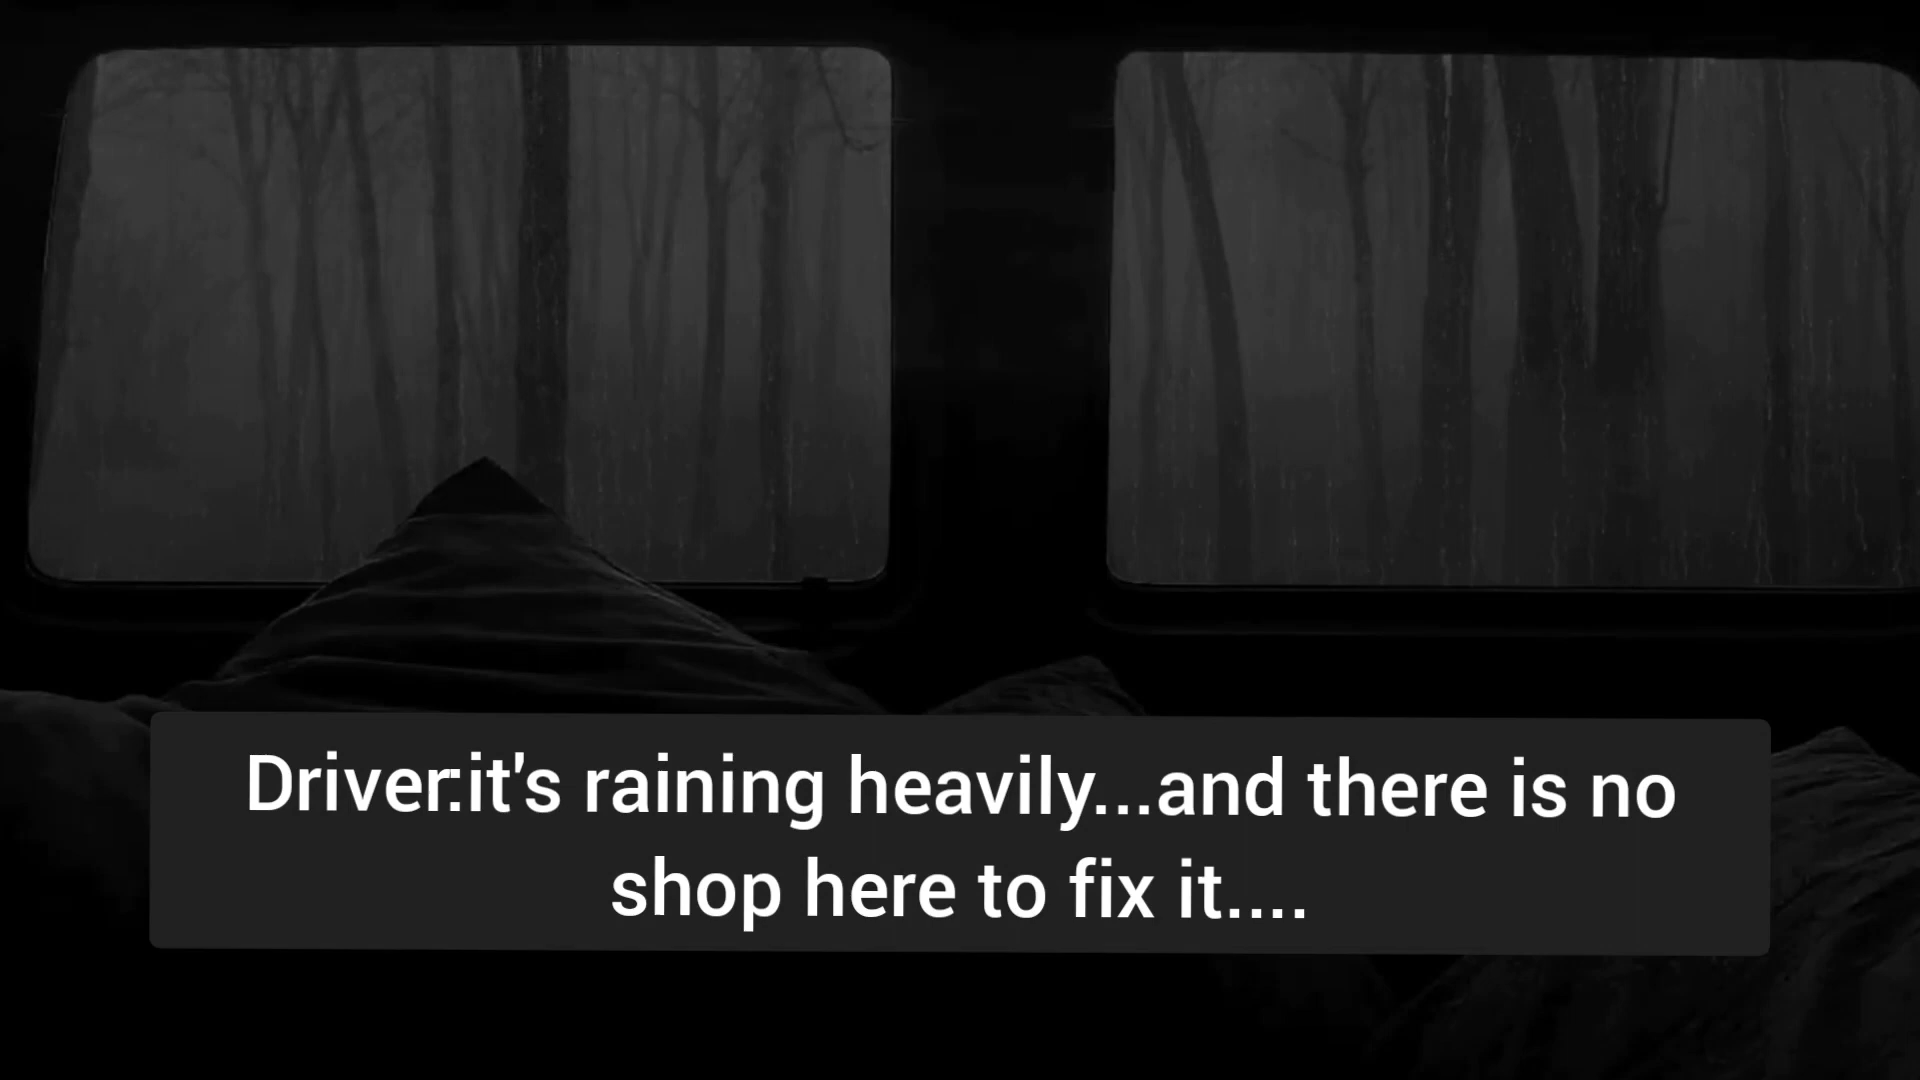 Driver:it's raining heavily...and there is no
shop here to fix it....